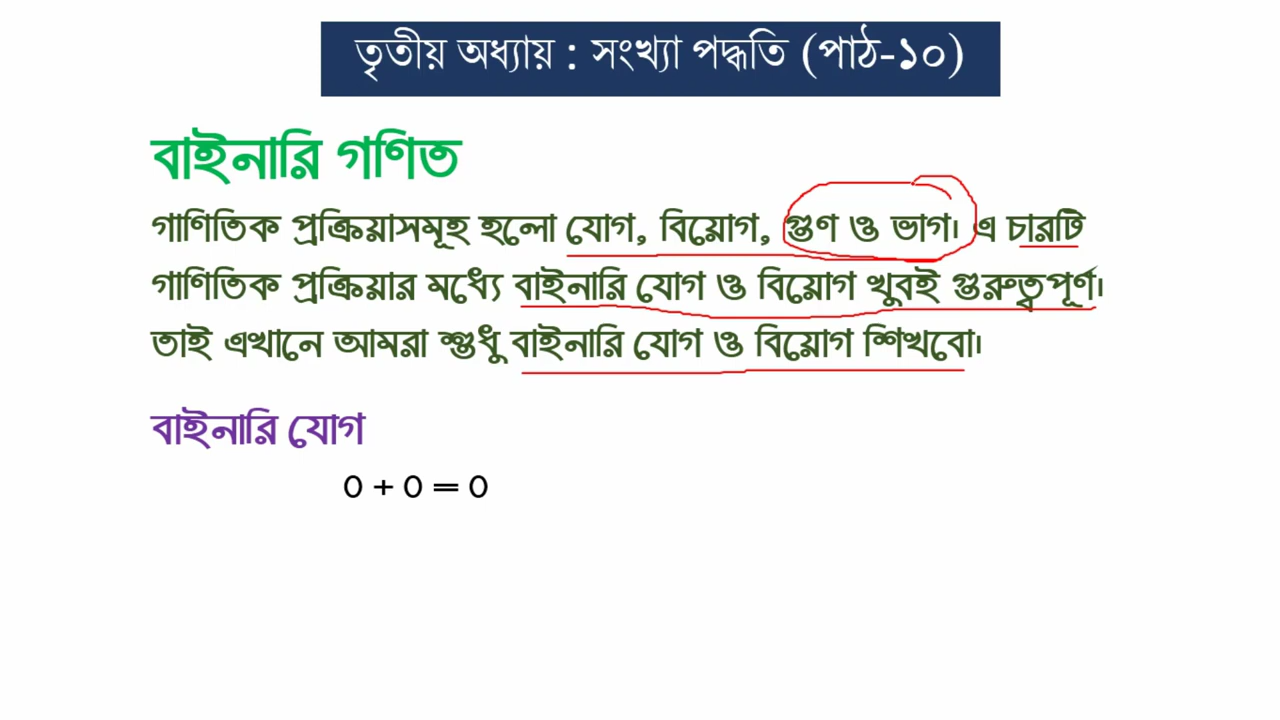 তৃতীয় অধ্যায় : সংখ্যা পদ্ধতি (পাঠ-১০)
বাইনারি গণিত
গাণিতিক প্রক্রিয়াসমূহ হলো যোগ, বিয়োগ, গুণ ও ভাগ। এ চারটি
গাণিতিক প্রক্রিয়ার মধ্যে বাইনারি যোগ ও বিয়োগ খুবই গুরুত্বপূর্ণ।
তাই এখানে আমরা শুধু বাইনারি যোগ ও বিয়োগ শিখবো।
বাইনারি যোগ
0 + 0 = 0